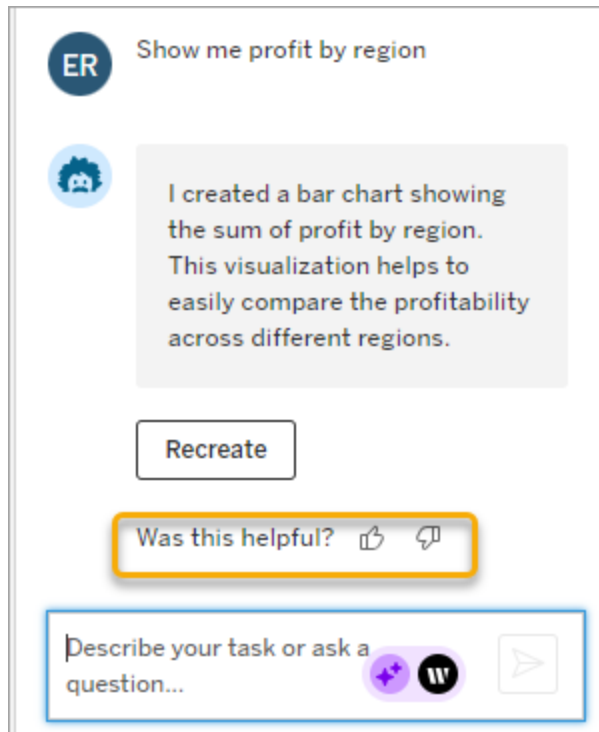 ER
Show me profit by region
I created a bar chart showing
the sum of profit by region.
This visualization helps to
easily compare the profitability
across different regions.
Recreate
Was this helpful?
Describe your task or ask a
question...
W